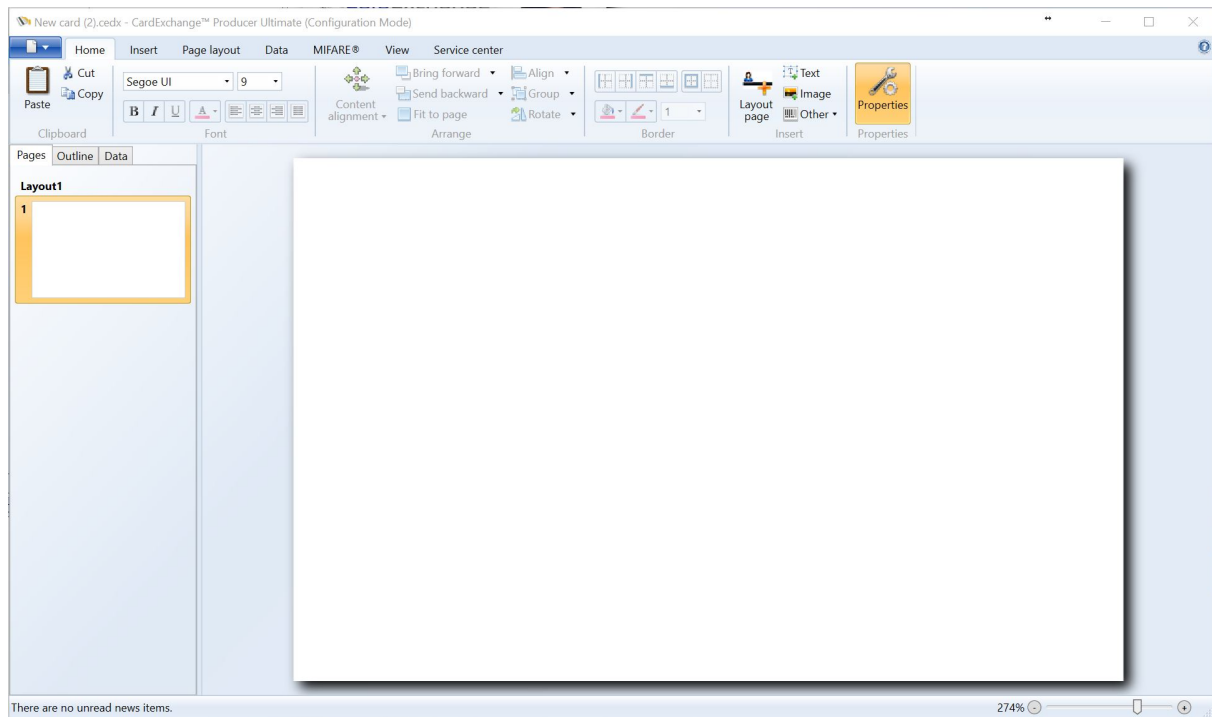 New card (2).cedx - CardExchange™ Producer Ultimate (Configuration Mode)
Home Insert Page layout Data MIFARE® View Service center
Paste
Cut
Copy
Clipboard
Segoe UI 9
B I U A
Font
Content alignment
Bring forward
Send backward
Fit to page
Align
Group
Rotate
Arrange
1
Border
Layout page
Text
Image
Other
Insert
Properties
Properties
Pages Outline Data
Layout1
1
There are no unread news items.
274%